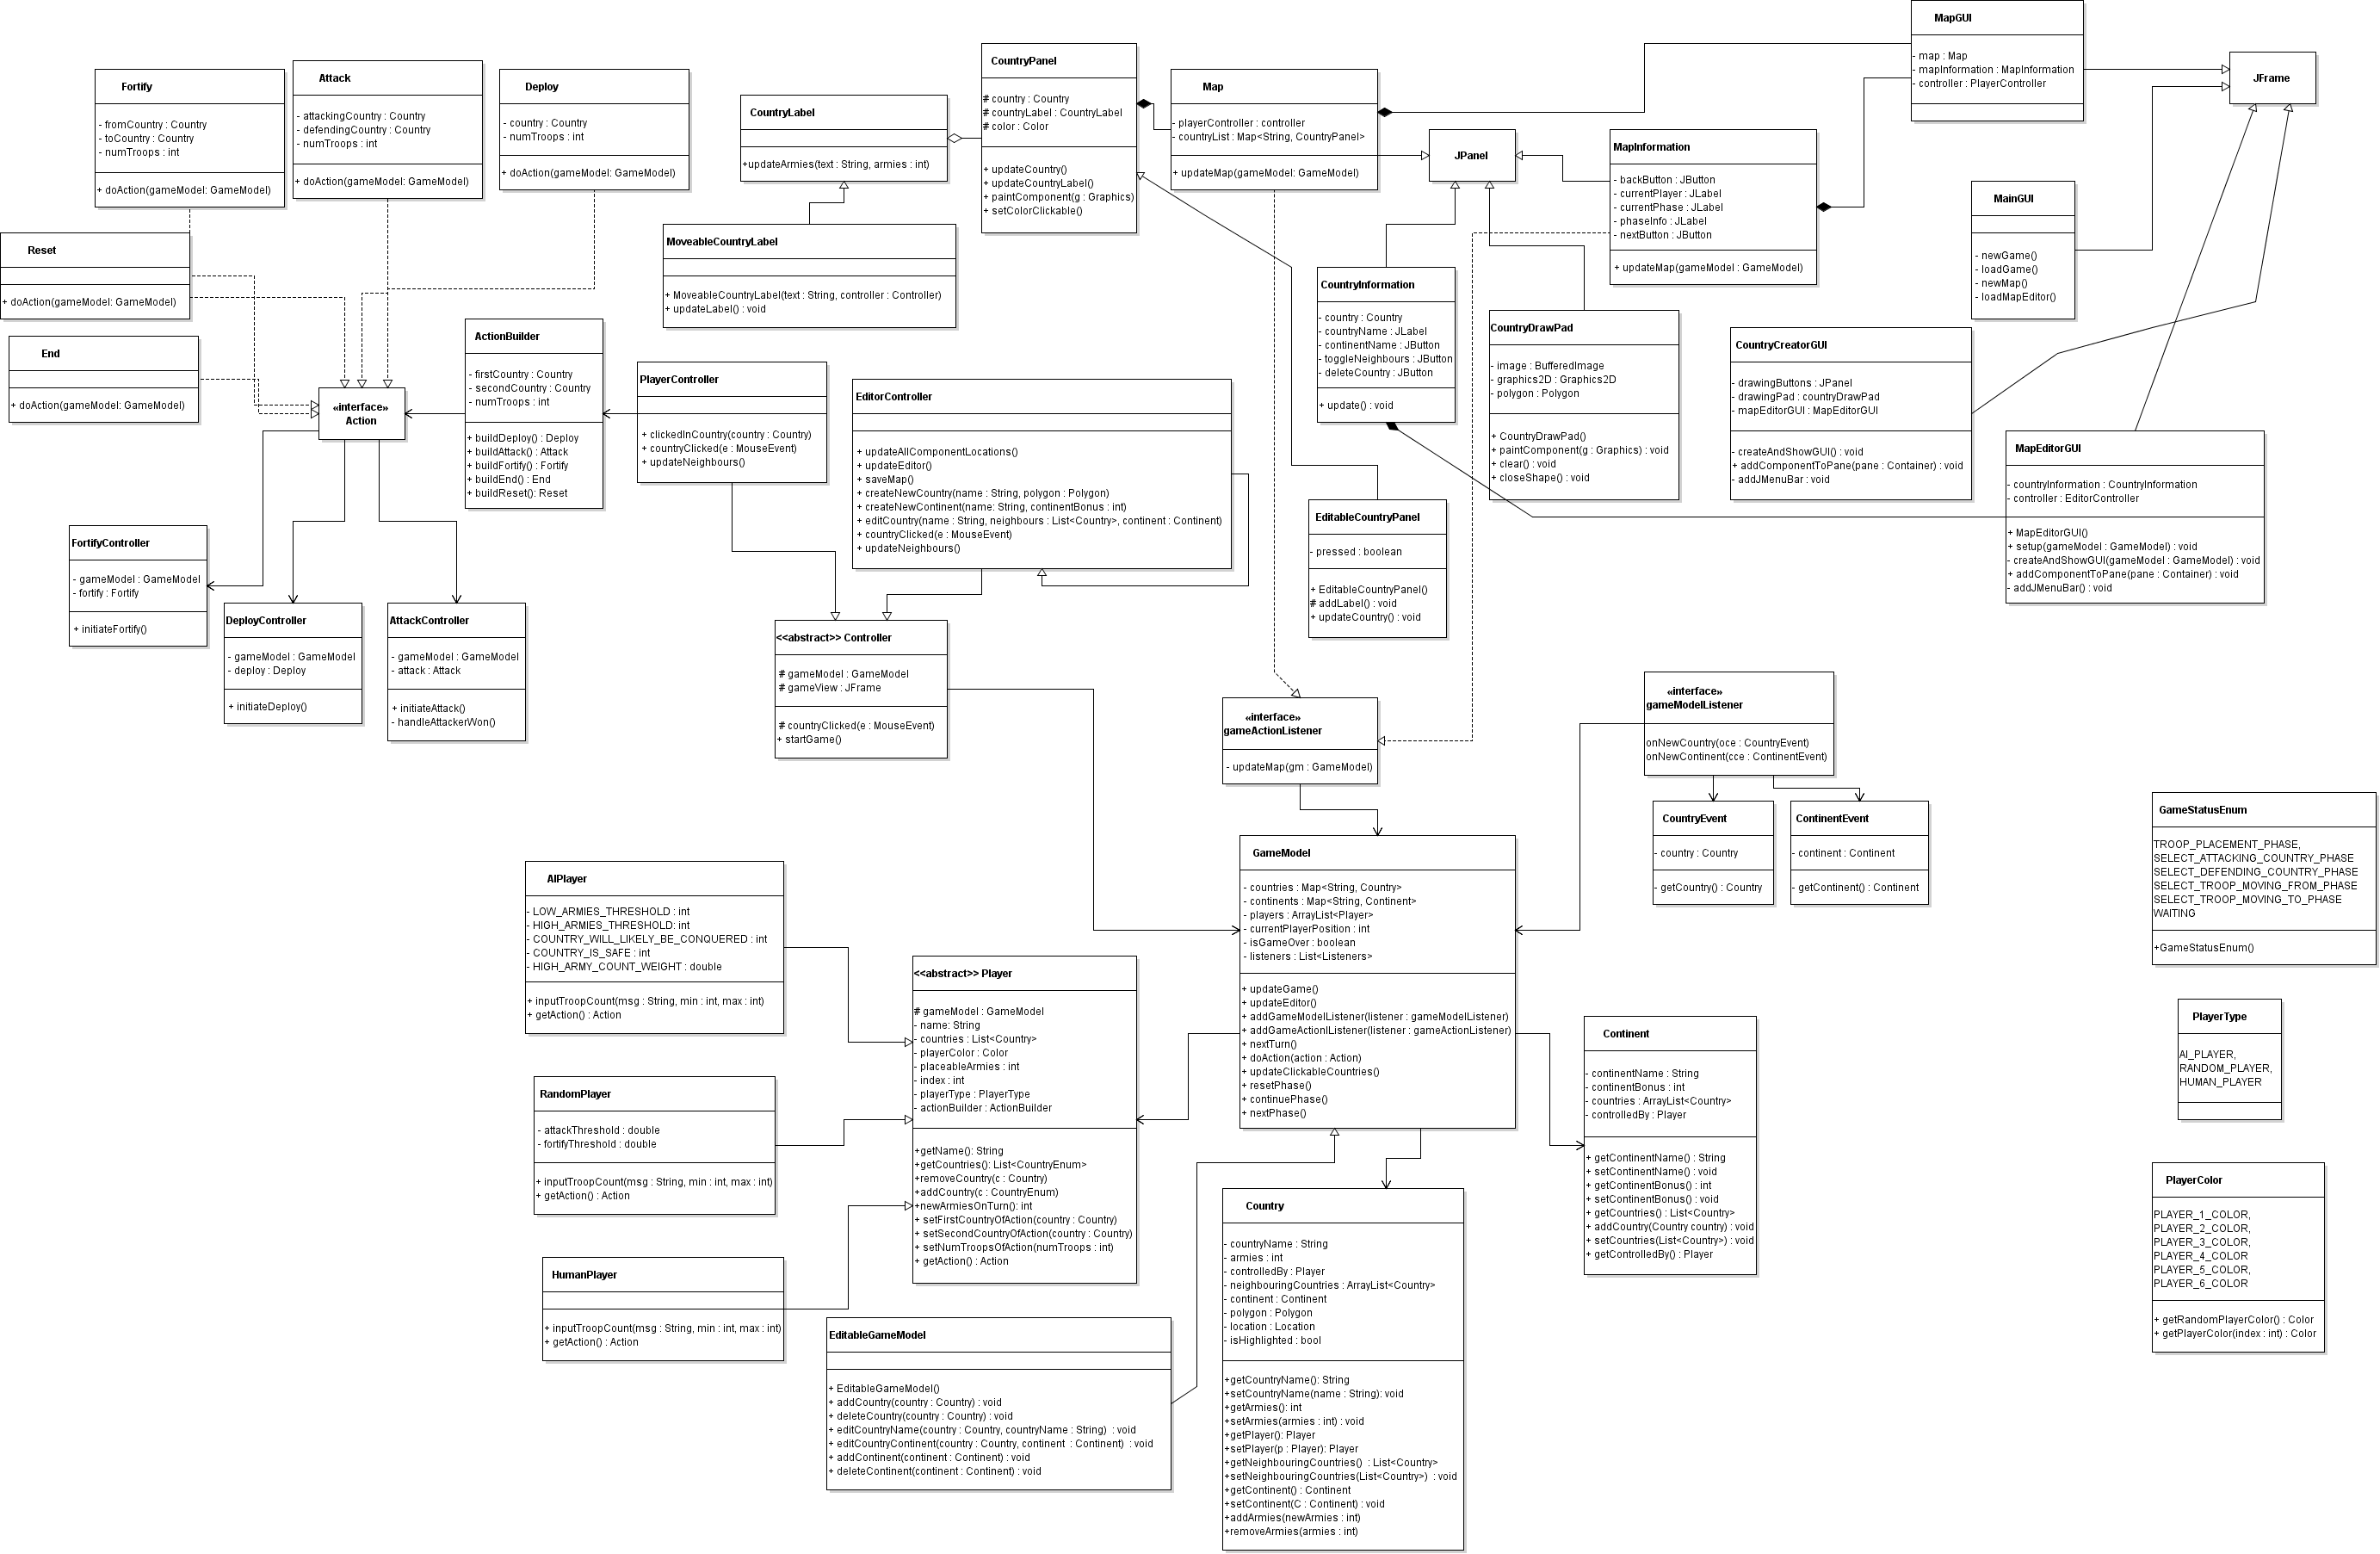 MapGUI
- map : Map
- mapInformation : MapInformation
- controller : PlayerController
JFrame
Fortify
- fromCountry : Country
- toCountry : Country
- numTroops : int
+ doAction(gameModel: GameModel)
Attack
- attackingCountry : Country
- defendingCountry : Country
- numTroops : int
+ doAction(gameModel: GameModel)
Deploy
- country : Country
- numTroops : int
+ doAction(gameModel: GameModel)
CountryLabel
+updateArmies(text : String, armies : int)
CountryPanel
# country : Country
# countryLabel : CountryLabel
# color : Color
+ updateCountry()
+ updateCountryLabel()
+ paintComponent(g : Graphics)
+ setColorClickable()
Map
- playerController : controller
- countryList : Map<String, CountryPanel>
+ updateMap(gameModel: GameModel)
JPanel
MapInformation
- backButton : JButton
- currentPlayer : JLabel
- currentPhase : JLabel
- phaseInfo : JLabel
- nextButton : JButton
+ updateMap(gameModel : GameModel)
MainGUI
- newGame()
- loadGame()
- newMap()
- loadMapEditor()
Reset
+ doAction(gameModel: GameModel)
MoveableCountryLabel
+ MoveableCountryLabel(text : String, controller : Controller)
+ updateLabel() : void
CountryInformation
- country : Country
- countryName : JLabel
- continentName : JButton
- toggleNeighbours : JButton
- deleteCountry : JButton
+ update() : void
CountryDrawPad
- image : BufferedImage
- graphics2D : Graphics2D
- polygon : Polygon
+ CountryDrawPad()
+ paintComponent(g : Graphics) : void
+ clear() : void
+ closeShape() : void
CountryCreatorGUI
- drawingButtons : JPanel
- drawingPad : countryDrawPad
- mapEditorGUI : MapEditorGUI
- createAndShowGUI() : void
+ addComponentToPane(pane : Container) : void
- addJMenuBar : void
End
+ doAction(gameModel: GameModel)
«interface»
Action
ActionBuilder
- firstCountry : Country
- secondCountry : Country
- numTroops : int
+ buildDeploy() : Deploy
+ buildAttack() : Attack
+ buildFortify() : Fortify
+ buildEnd() : End
+ buildReset(): Reset
PlayerController
+ clickedInCountry(country : Country)
+ countryClicked(e : MouseEvent)
+ updateNeighbours()
EditorController
+ updateAllComponentLocations()
+ updateEditor()
+ saveMap()
+ createNewCountry(name : String, polygon : Polygon)
+ createNewContinent(name: String, continentBonus : int)
+ editCountry(name : String, neighbours : List<Country>, continent : Continent)
+ countryClicked(e : MouseEvent)
+ updateNeighbours()
MapEditorGUI
- countryInformation : CountryInformation
- controller : EditorController
+ MapEditorGUI()
+ setup(gameModel : GameModel) : void
- createAndShowGUI(gameModel : GameModel) : void
+ addComponentToPane(pane : Container) : void
- addJMenuBar() : void
EditableCountryPanel
- pressed : boolean
+ EditableCountryPanel()
# addLabel() : void
+ updateCountry() : void
FortifyController
- gameModel : GameModel
- fortify : Fortify
+ initiateFortify()
DeployController
- gameModel : GameModel
- deploy : Deploy
+ initiateDeploy()
AttackController
- gameModel : GameModel
- attack : Attack
+ initiateAttack()
- handleAttackerWon()
<<abstract>> Controller
# gameModel : GameModel
# gameView : JFrame
# countryClicked(e : MouseEvent)
+ startGame()
«interface»
gameActionListener
- updateMap(gm : GameModel)
«interface»
gameModelListener
onNewCountry(oce : CountryEvent)
onNewContinent(cce : ContinentEvent)
CountryEvent
- country : Country
- getCountry() : Country
ContinentEvent
- continent : Continent
- getContinent() : Continent
GameStatusEnum
TROOP_PLACEMENT_PHASE,
SELECT_ATTACKING_COUNTRY_PHASE
SELECT_DEFENDING_COUNTRY_PHASE
SELECT_TROOP_MOVING_FROM_PHASE
SELECT_TROOP_MOVING_TO_PHASE
WAITING
+GameStatusEnum()
AIPlayer
- LOW_ARMIES_THRESHOLD : int
- HIGH_ARMIES_THRESHOLD: int
- COUNTRY_WILL_LIKELY_BE_CONQUERED : int
- COUNTRY_IS_SAFE : int
- HIGH_ARMY_COUNT_WEIGHT : double
+ inputTroopCount(msg : String, min : int, max : int)
+ getAction() : Action
GameModel
- countries : Map<String, Country>
- continents : Map<String, Continent>
- players : ArrayList<Player>
- currentPlayerPosition : int
- isGameOver : boolean
- listeners : List<Listeners>
+ updateGame()
+ updateEditor()
+ addGameModelListener(listener : gameModelListener)
+ addGameActionlListener(listener : gameActionListener)
+ nextTurn()
+ doAction(action : Action)
+ updateClickableCountries()
+ resetPhase()
+ continuePhase()
+ nextPhase()
<<abstract>> Player
# gameModel : GameModel
- name: String
- countries : List<Country>
- playerColor : Color
- placeableArmies : int
- index : int
- playerType : PlayerType
- actionBuilder : ActionBuilder
+getName(): String
+getCountries(): List<CountryEnum>
+removeCountry(c : Country)
+addCountry(c : CountryEnum)
+newArmiesOnTurn(): int
+ setFirstCountryOfAction(country : Country)
+ setSecondCountryOfAction(country : Country)
+ setNumTroopsOfAction(numTroops : int)
+ getAction() : Action
Continent
- continentName : String
- continentBonus : int
- countries : ArrayList<Country>
- controlledBy : Player
+ getContinentName() : String
+ setContinentName() : void
+ getContinentBonus() : int
+ setContinentBonus() : void
+ getCountries() : List<Country>
+ addCountry(Country country) : void
+ setCountries(List<Country>) : void
+ getControlledBy() : Player
PlayerType
AI_PLAYER,
RANDOM_PLAYER,
HUMAN_PLAYER
RandomPlayer
- attackThreshold : double
- fortifyThreshold : double
+ inputTroopCount(msg : String, min : int, max : int)
+ getAction() : Action
PlayerColor
PLAYER_1_COLOR,
PLAYER_2_COLOR,
PLAYER_3_COLOR,
PLAYER_4_COLOR
PLAYER_5_COLOR,
PLAYER_6_COLOR
+ getRandomPlayerColor() : Color
+ getPlayerColor(index : int) : Color
HumanPlayer
+ inputTroopCount(msg : String, min : int, max : int)
+ getAction() : Action
Country
- countryName : String
- armies : int
- controlledBy : Player
- neighbouringCountries : ArrayList<Country>
- continent : Continent
- polygon : Polygon
- location : Location
- isHighlighted : bool
+getCountryName(): String
+setCountryName(name : String): void
+getArmies(): int
+setArmies(armies : int) : void
+getPlayer(): Player
+setPlayer(p : Player): Player
+getNeighbouringCountries() : List<Country>
+setNeighbouringCountries(List<Country>) : void
+getContinent() : Continent
+setContinent(C : Continent) : void
+addArmies(newArmies : int)
+removeArmies(armies : int)
EditableGameModel
+ EditableGameModel()
+ addCountry(country : Country) : void
+ deleteCountry(country : Country) : void
+ editCountryName(country : Country, countryName : String) : void
+ editCountryContinent(country : Country, continent : Continent) : void
+ addContinent(continent : Continent) : void
+ deleteContinent(continent : Continent) : void